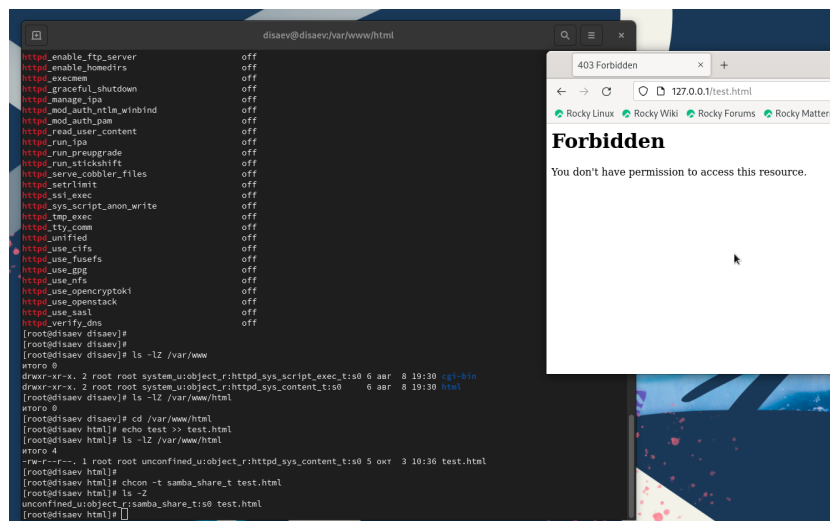 disaev@disaev:/var/www/html
httpd_enable_ftp_server off
httpd_enable_homedirs off
httpd_execmem off
httpd_graceful_shutdown off
httpd_manage_ipa off
httpd_mod_auth_ntlm_winbind off
httpd_mod_auth_pam off
httpd_read_user_content off
httpd_run_ipa off
httpd_run_preupgrade off
httpd_run_stickshift off
httpd_serve_cobbler_files off
httpd_setrlimit off
httpd_ssi_exec off
httpd_sys_script_anon_write off
httpd_tmp_exec off
httpd_tty_comm off
httpd_unified off
httpd_use_cifs off
httpd_use_fusefs off
httpd_use_gpg off
httpd_use_nfs off
httpd_use_opencryptoki off
httpd_use_openstack off
httpd_use_sasl off
httpd_verify_dns off
[root@disaev disaev]#
[root@disaev disaev]#
[root@disaev disaev]# ls -lZ /var/www
итого 0
drwxr-xr-x. 2 root root system_u:object_r:httpd_sys_script_exec_t:s0 6 авг 8 19:30 cgi-bin
drwxr-xr-x. 2 root root system_u:object_r:httpd_sys_content_t:s0 6 авг 8 19:30 html
[root@disaev disaev]# ls -lZ /var/www/html
итого 0
[root@disaev disaev]# cd /var/www/html
[root@disaev html]# echo test >> test.html
[root@disaev html]# ls -lZ /var/www/html
итого 4
-rw-r--r--. 1 root root unconfined_u:object_r:httpd_sys_content_t:s0 5 окт 3 10:36 test.html
[root@disaev html]#
[root@disaev html]# chcon -t samba_share_t test.html
[root@disaev html]# ls -Z
unconfined_u:object_r:samba_share_t:s0 test.html
[root@disaev html]#
403 Forbidden
127.0.0.1/test.html
Rocky Linux Rocky Wiki Rocky Forums Rocky Matter
Forbidden
You don't have permission to access this resource.